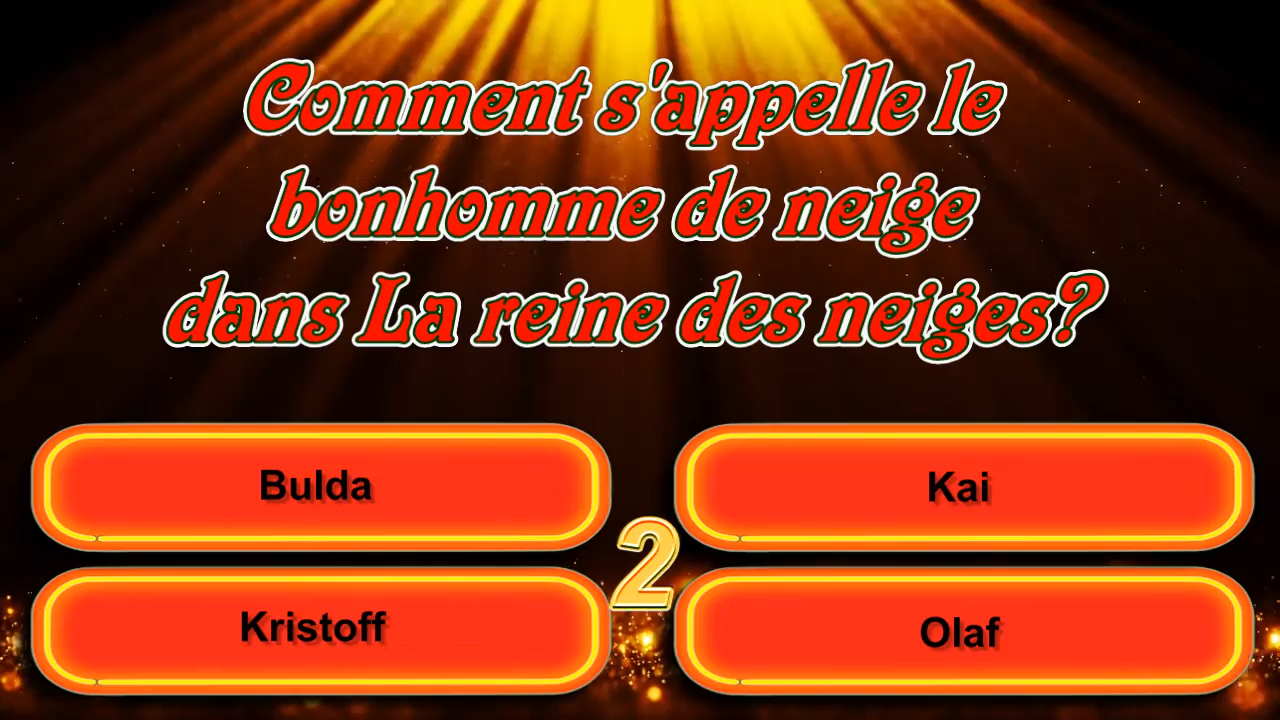 Comment s'appelle le
bonhomme de neige
dans La reine des neiges?
Bulda
Kai
2
Kristoff
Olaf